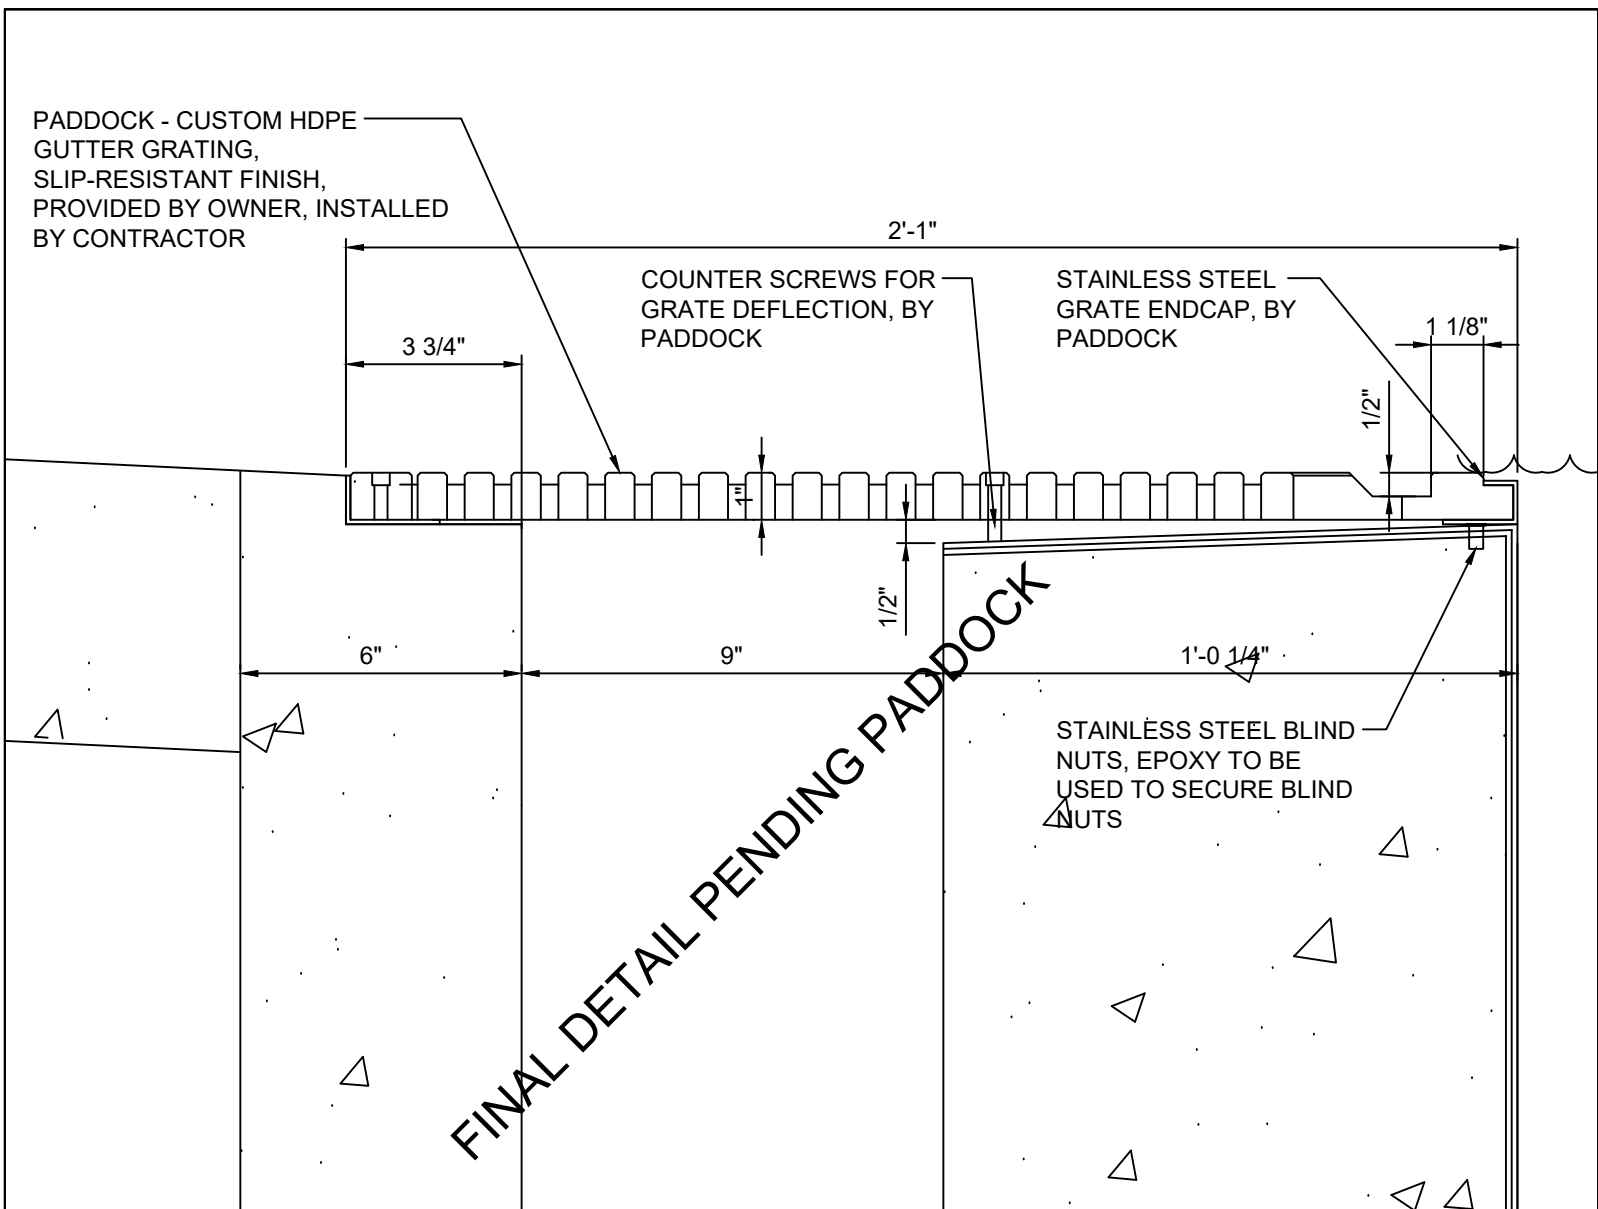 PADDOCK - CUSTOM HDPE
GUTTER GRATING,
SLIP-RESISTANT FINISH,
PROVIDED BY OWNER, INSTALLED
BY CONTRACTOR
2'-1"
COUNTER SCREWS FOR
GRATE DEFLECTION, BY
PADDOCK
STAINLESS STEEL
GRATE ENDCAP, BY
PADDOCK
1 1/8"
3 3/4"
1/2"
1"
1/2"
6"
9"
1'-0 1/4"
STAINLESS STEEL BLIND
NUTS, EPOXY TO BE
USED TO SECURE BLIND
NUTS
FINAL DETAIL PENDING PADDOCK